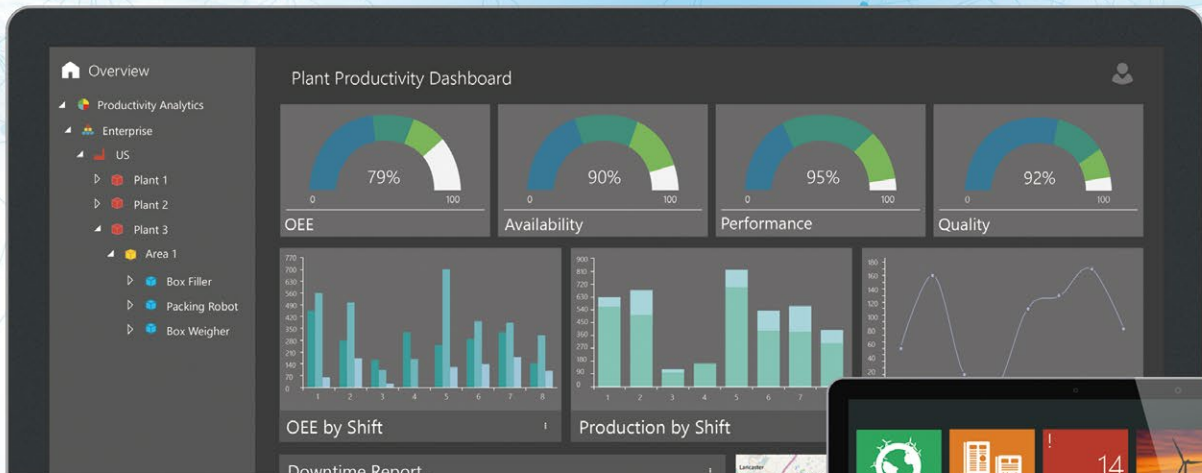 Overview
Productivity Analytics
Enterprise
US
Plant 1
Plant 2
Plant 3
Area 1
Box Filler
Packing Robot
Box Weigher
Plant Productivity Dashboard
79%
0 100
OEE
90%
0 100
Availability
95%
0 100
Performance
92%
0 100
Quality
770
700
630
560
490
420
350
280
210
140
70
0
1 2 3 4 5 6 7 8
OEE by Shift
900
810
720
630
540
450
360
270
180
90
0
1 2 3 4 5 6 7
Production by Shift
180
160
140
120
100
80
60
40
20
Downtime Report
Lancaster
!
14